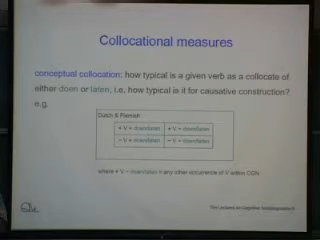 Collocational measures
conceptual collocation: how typical is a given verb as a collocate of
either doen or laten, i.e. how typical is it for causative construction?
e.g.
Dutch & Flemish
+ V + doen/laten + V − doen/laten
− V + doen/laten − V − doen/laten
where + V − doen/laten = any other occurrence of V within CGN